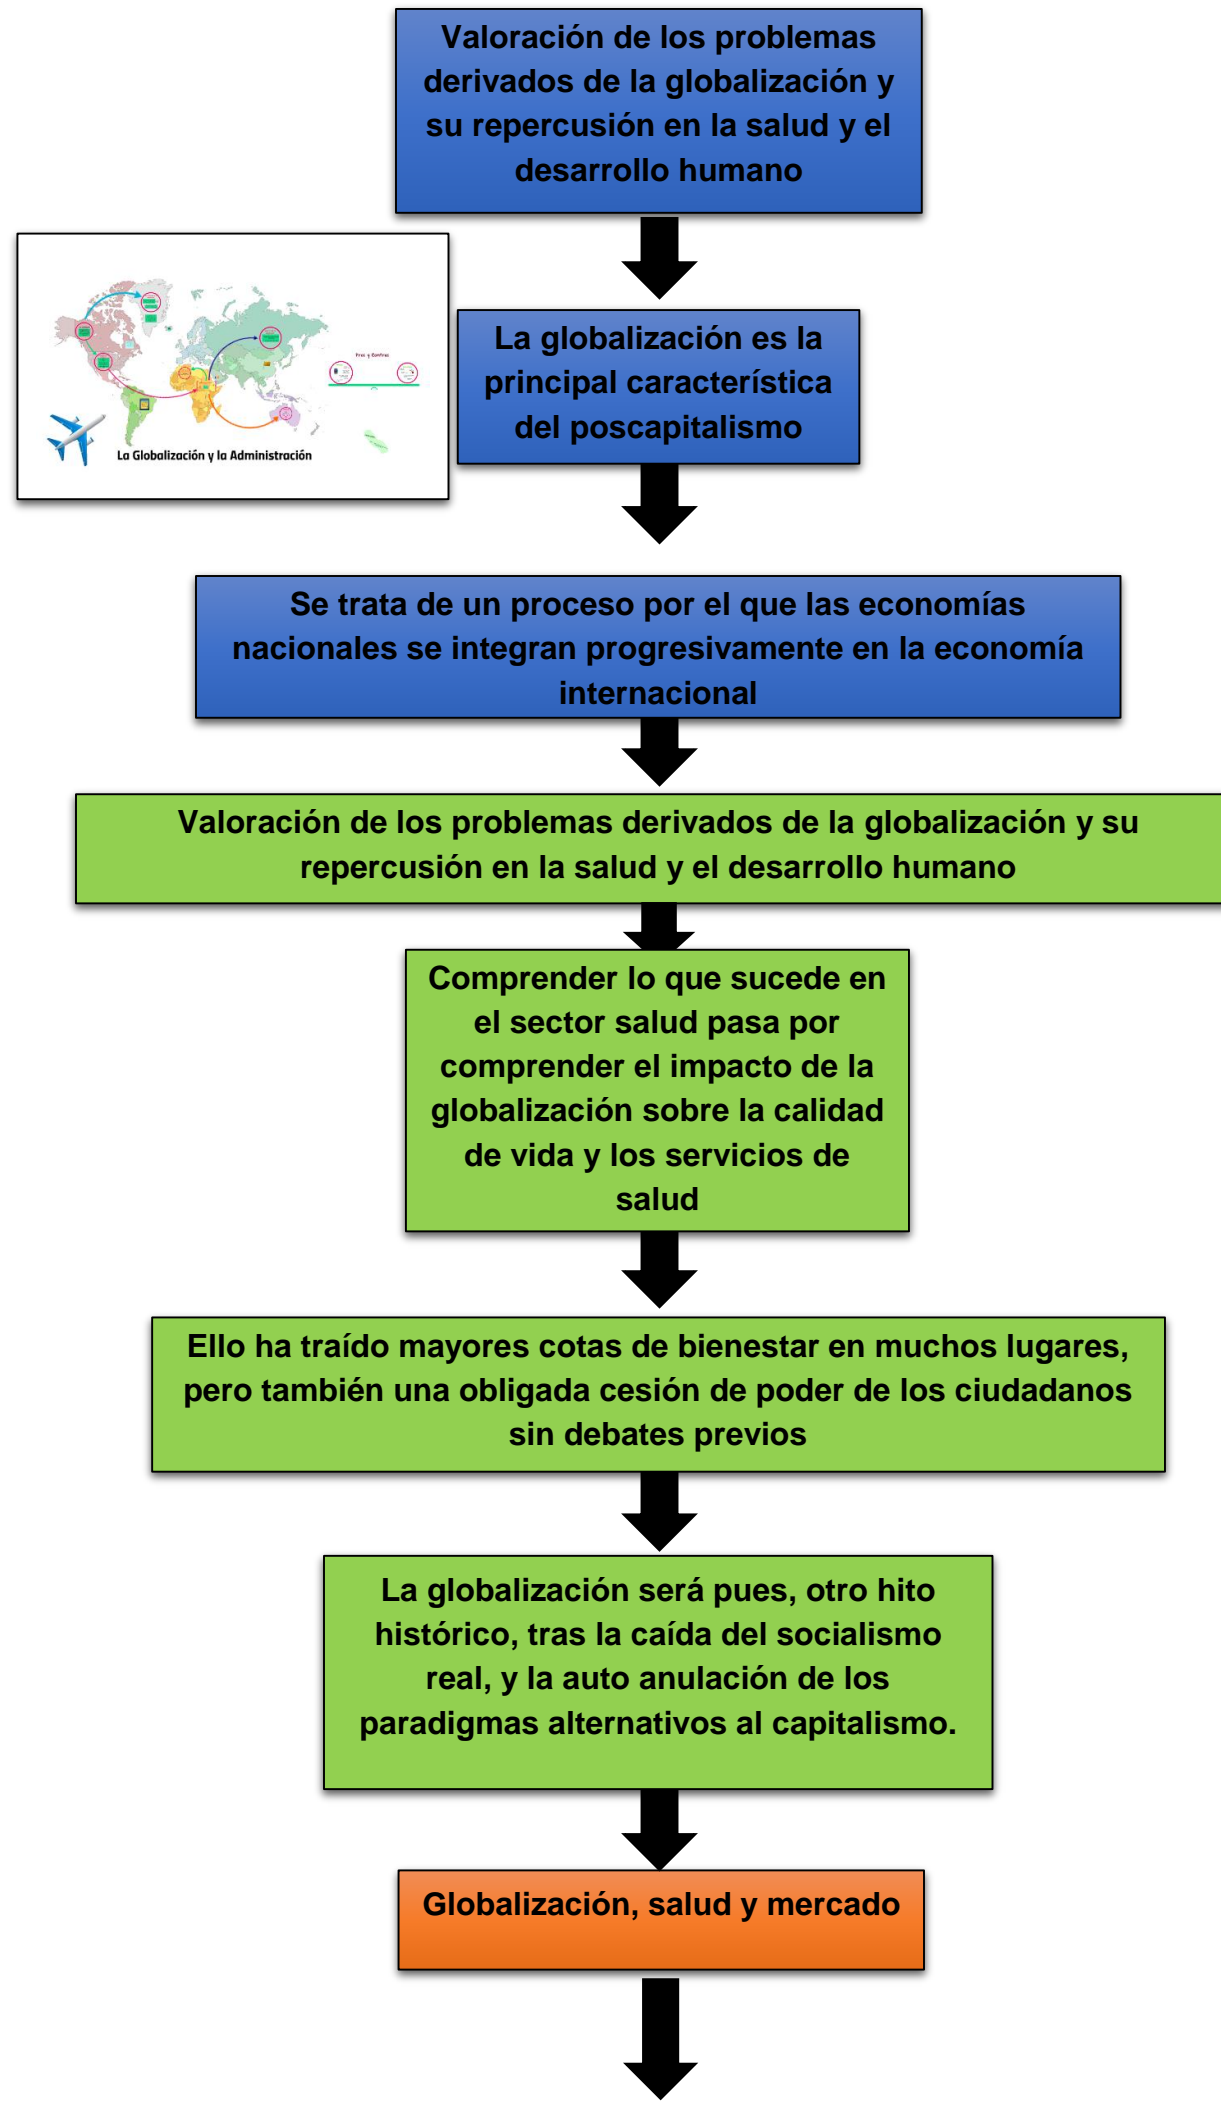 Valoración de los problemas
derivados de la globalización y
su repercusión en la salud y el
desarrollo humano
Pros y Contras
La Globalización y la Administración
La globalización es la
principal característica
del poscapitalismo
Se trata de un proceso por el que las economías
nacionales se integran progresivamente en la economía
internacional
Valoración de los problemas derivados de la globalización y su
repercusión en la salud y el desarrollo humano
Comprender lo que sucede en
el sector salud pasa por
comprender el impacto de la
globalización sobre la calidad
de vida y los servicios de
salud
Ello ha traído mayores cotas de bienestar en muchos lugares,
pero también una obligada cesión de poder de los ciudadanos
sin debates previos
La globalización será pues, otro hito
histórico, tras la caída del socialismo
real, y la auto anulación de los
paradigmas alternativos al capitalismo.
Globalización, salud y mercado